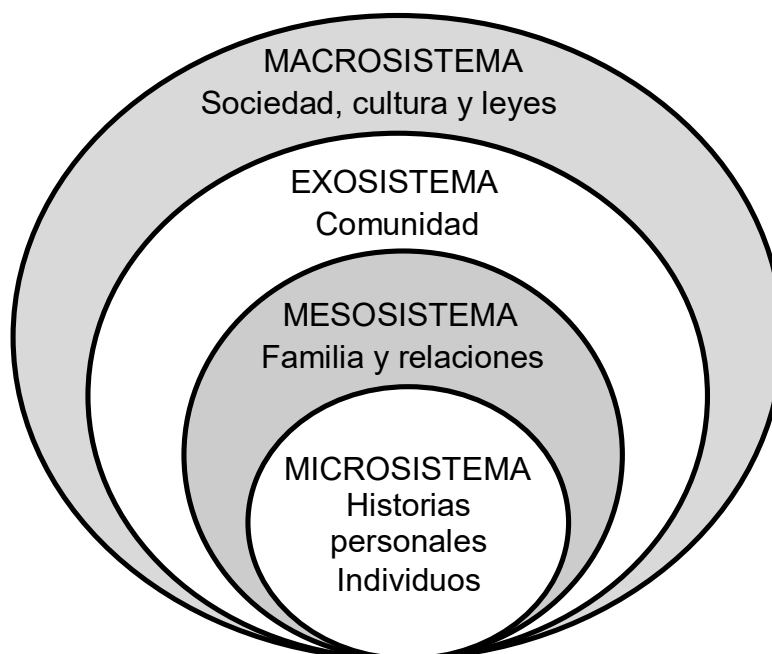 MACROSISTEMA
Sociedad, cultura y leyes
EXOSISTEMA
Comunidad
MESOSISTEMA
Familia y relaciones
MICROSISTEMA
Historias
personales
Individuos